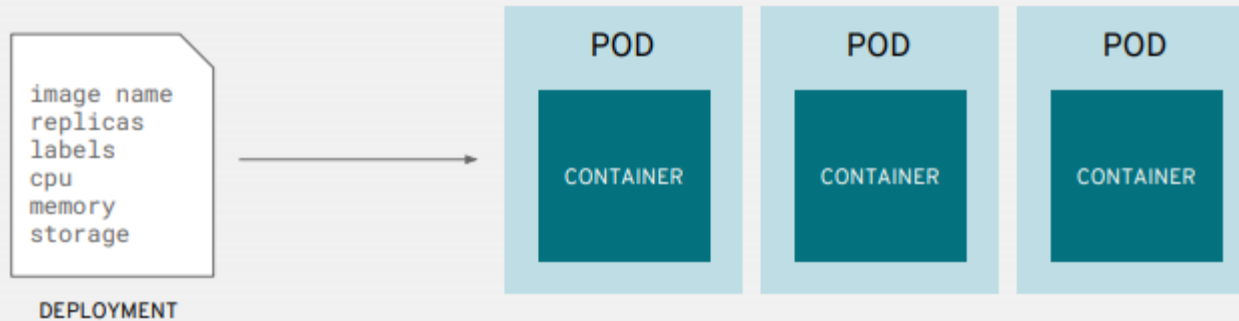 image name
replicas
labels
cpu
memory
storage
DEPLOYMENT
POD
CONTAINER
POD
CONTAINER
POD
CONTAINER